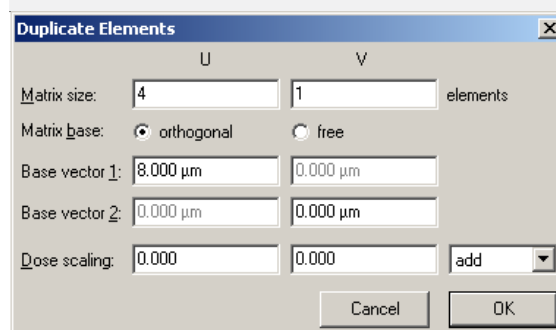 Duplicate Elements
U V
Matrix size: 4 1 elements
Matrix base: orthogonal free
Base vector 1: 8.000 µm 0.000 µm
Base vector 2: 0.000 µm 0.000 µm
Dose scaling: 0.000 0.000 add
Cancel OK